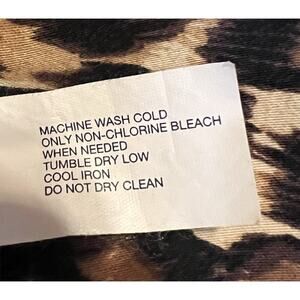 MACHINE WASH COLD
ONLY NON-CHLORINE BLEACH
WHEN NEEDED
TUMBLE DRY LOW
COOL IRON
DO NOT DRY CLEAN